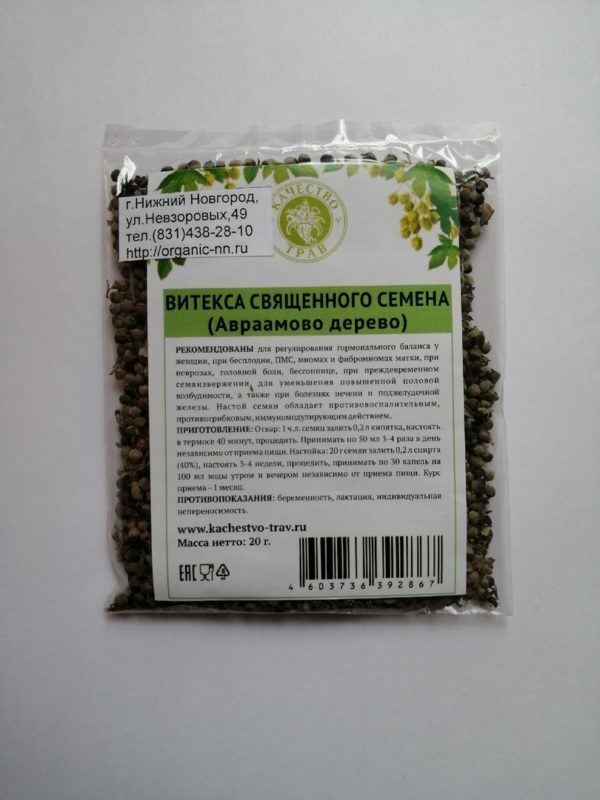 г.Нижний Новгород,
ул.Невзоровых,49
тел.(831)438-28-10
http://organic-nn.ru
КАЧЕСТВО
ТРАВ
ВИТЕКСА СВЯЩЕННОГО СЕМЕНА
(Авраамово дерево)
РЕКОМЕНДОВАНЫ для регулирования гормонального баланса у
женщин, при бесплодии, ПМС, миомах и фибромиомах матки, при
неврозах, головной боли, бессоннице, при преждевременном
семяизвержении, для уменьшения повышенной половой
возбудимости, а также при болезнях печени и поджелудочной
железы. Настой семян обладает противовоспалительным,
противогрибковым, иммуномодулирующим действием.
ПРИГОТОВЛЕНИЕ: Отвар: 1 ч.л. семян залить 0,2 л кипятка, настоять
в термосе 40 минут, процедить. Принимать по 50 мл 3-4 раза в день
независимо от приема пищи. Настойка: 20 г семян залить 0,2 л спирта
(40%), настоять 3-4 недели, процедить, принимать по 30 капель на
100 мл воды утром и вечером независимо от приема пищи. Курс
приема – 1 месяц.
ПРОТИВОПОКАЗАНИЯ: беременность, лактация, индивидуальная
непереносимость.
www.kachestvo-trav.ru
Масса нетто: 20 г.
EAC
4 603736 392867